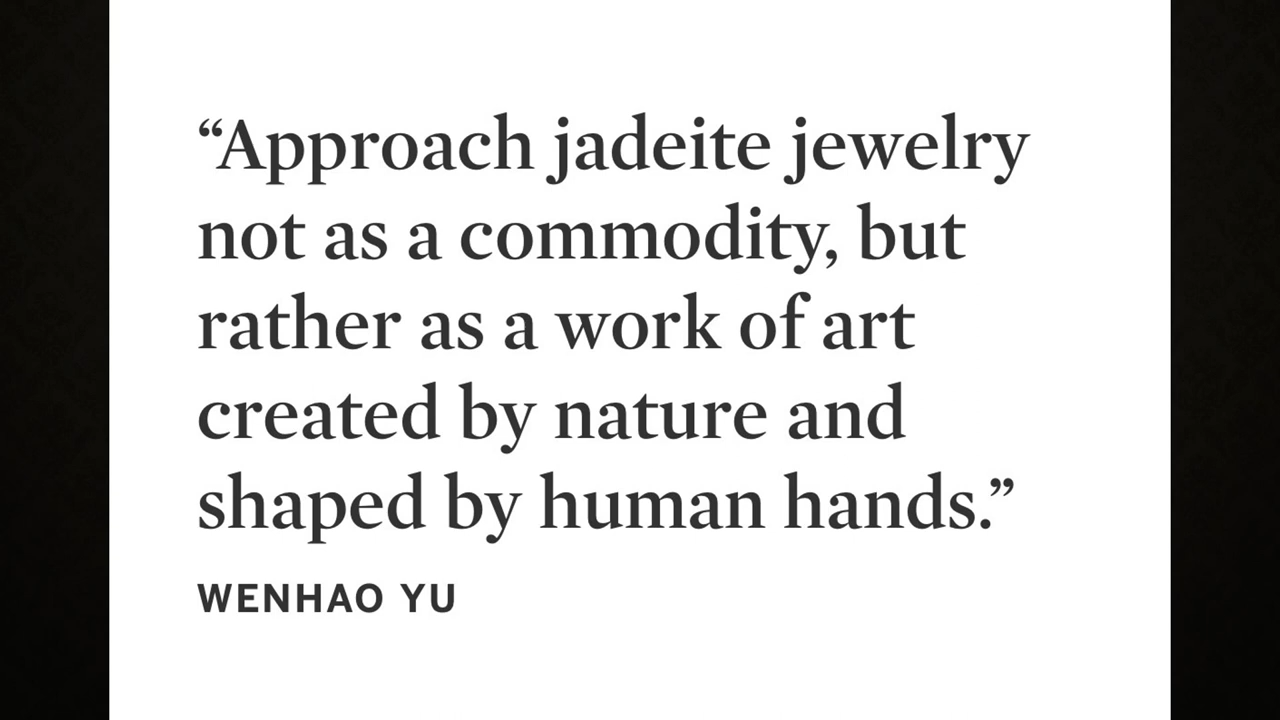 “Approach jadeite jewelry
not as a commodity, but
rather as a work of art
created by nature and
shaped by human hands.”
WENHAO YU